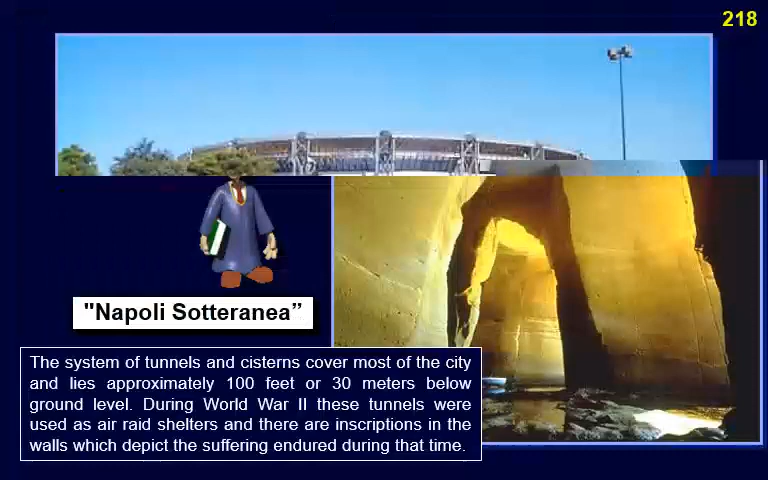 218
"Napoli Sotteranea”
The system of tunnels and cisterns cover most of the city
and lies approximately 100 feet or 30 meters below
ground level. During World War II these tunnels were
used as air raid shelters and there are inscriptions in the
walls which depict the suffering endured during that time.